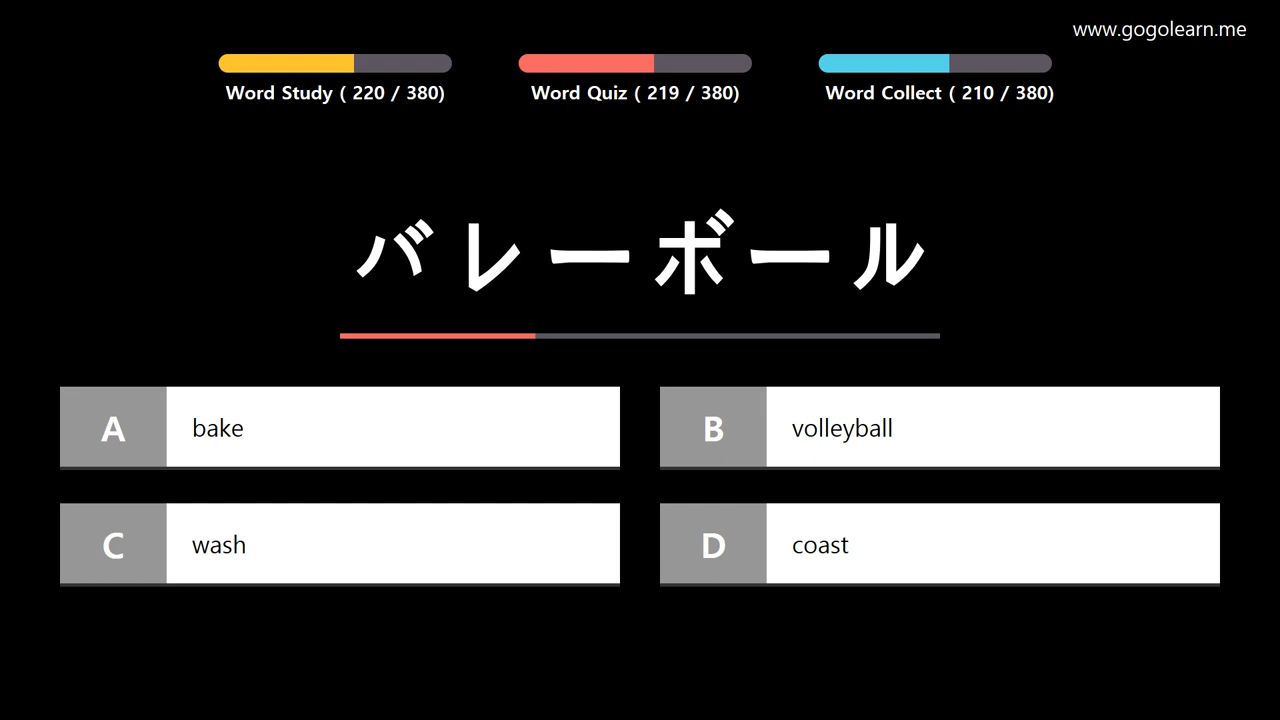 www.gogolearn.me
Word Study ( 220 / 380)
Word Quiz ( 219 / 380)
Word Collect ( 210 / 380)
バレーボール
A bake
B volleyball
C wash
D coast